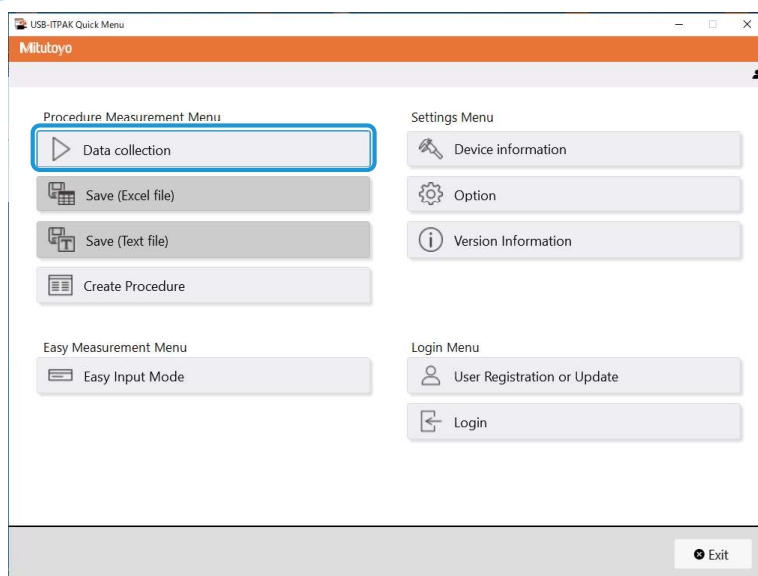 USB-ITPAK Quick Menu
Mitutoyo
Procedure Measurement Menu
Data collection
Save (Excel file)
Save (Text file)
Create Procedure
Easy Measurement Menu
Easy Input Mode
Settings Menu
Device information
Option
Version Information
Login Menu
User Registration or Update
Login
Exit